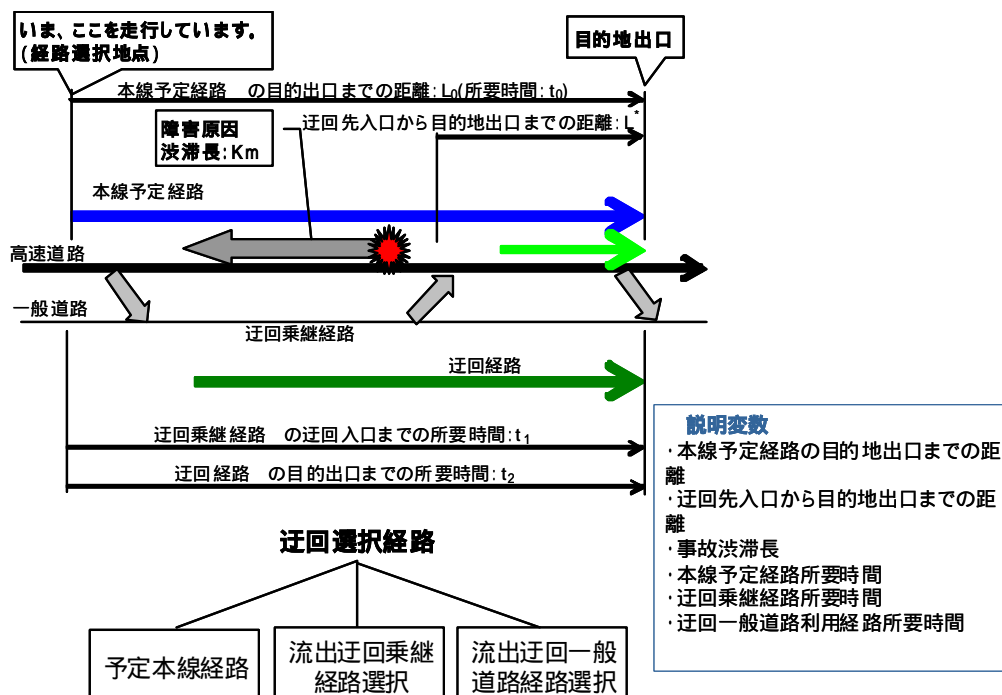 いま、ここを走行しています。
(経路選択地点)
目的地出口
本線予定経路 の目的出口までの距離:L₀(所要時間:t₀)
障害原因
渋滞長:Km
迂回先入口から目的地出口までの距離:L*
本線予定経路
高速道路
一般道路
迂回乗継経路
迂回経路
迂回乗継経路 の迂回入口までの所要時間:t₁
迂回経路 の目的出口までの所要時間:t₂
説明変数
・本線予定経路の目的地出口までの距
離
・迂回先入口から目的地出口までの距
離
・事故渋滞長
・本線予定経路所要時間
・迂回乗継経路所要時間
・迂回一般道路利用経路所要時間
迂回選択経路
予定本線経路
流出迂回乗継
経路選択
流出迂回一般
道路経路選択